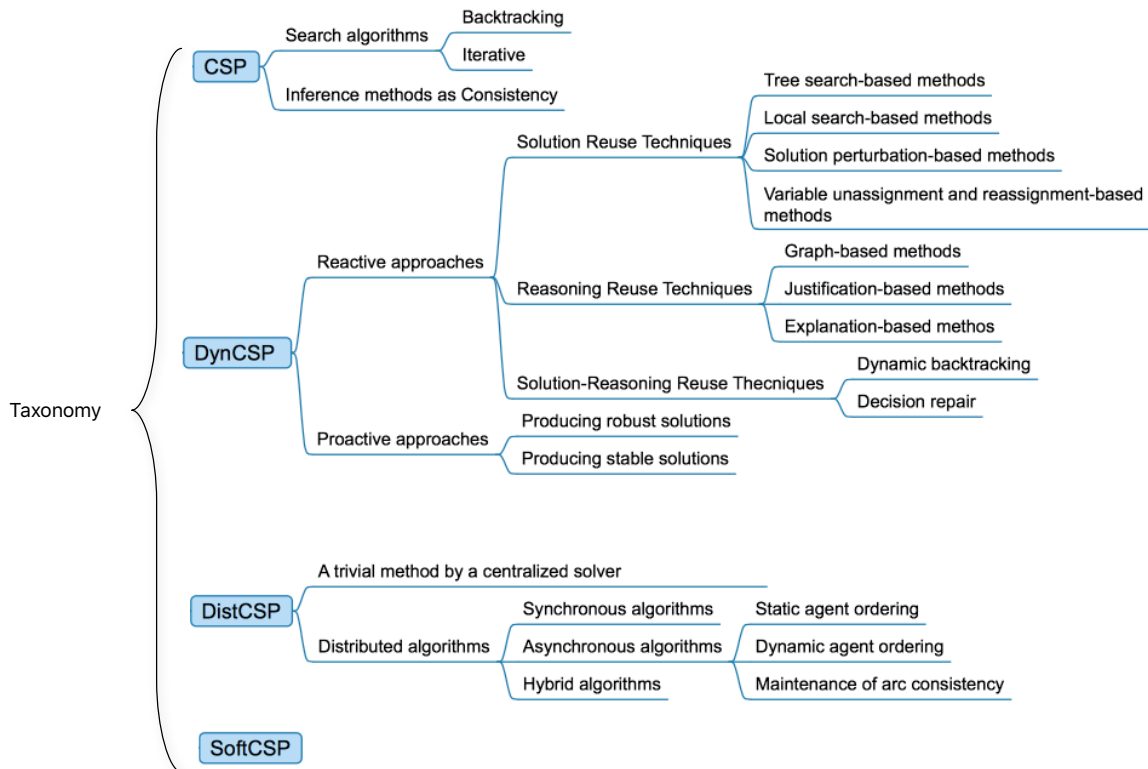 Taxonomy
CSP
Search algorithms
Backtracking
Iterative
Inference methods as Consistency
DynCSP
Reactive approaches
Solution Reuse Techniques
Tree search-based methods
Local search-based methods
Solution perturbation-based methods
Variable unassignment and reassignment-based
methods
Reasoning Reuse Techniques
Graph-based methods
Justification-based methods
Explanation-based methos
Solution-Reasoning Reuse Thecniques
Dynamic backtracking
Decision repair
Proactive approaches
Producing robust solutions
Producing stable solutions
DistCSP
A trivial method by a centralized solver
Distributed algorithms
Synchronous algorithms
Asynchronous algorithms
Static agent ordering
Dynamic agent ordering
Maintenance of arc consistency
Hybrid algorithms
SoftCSP